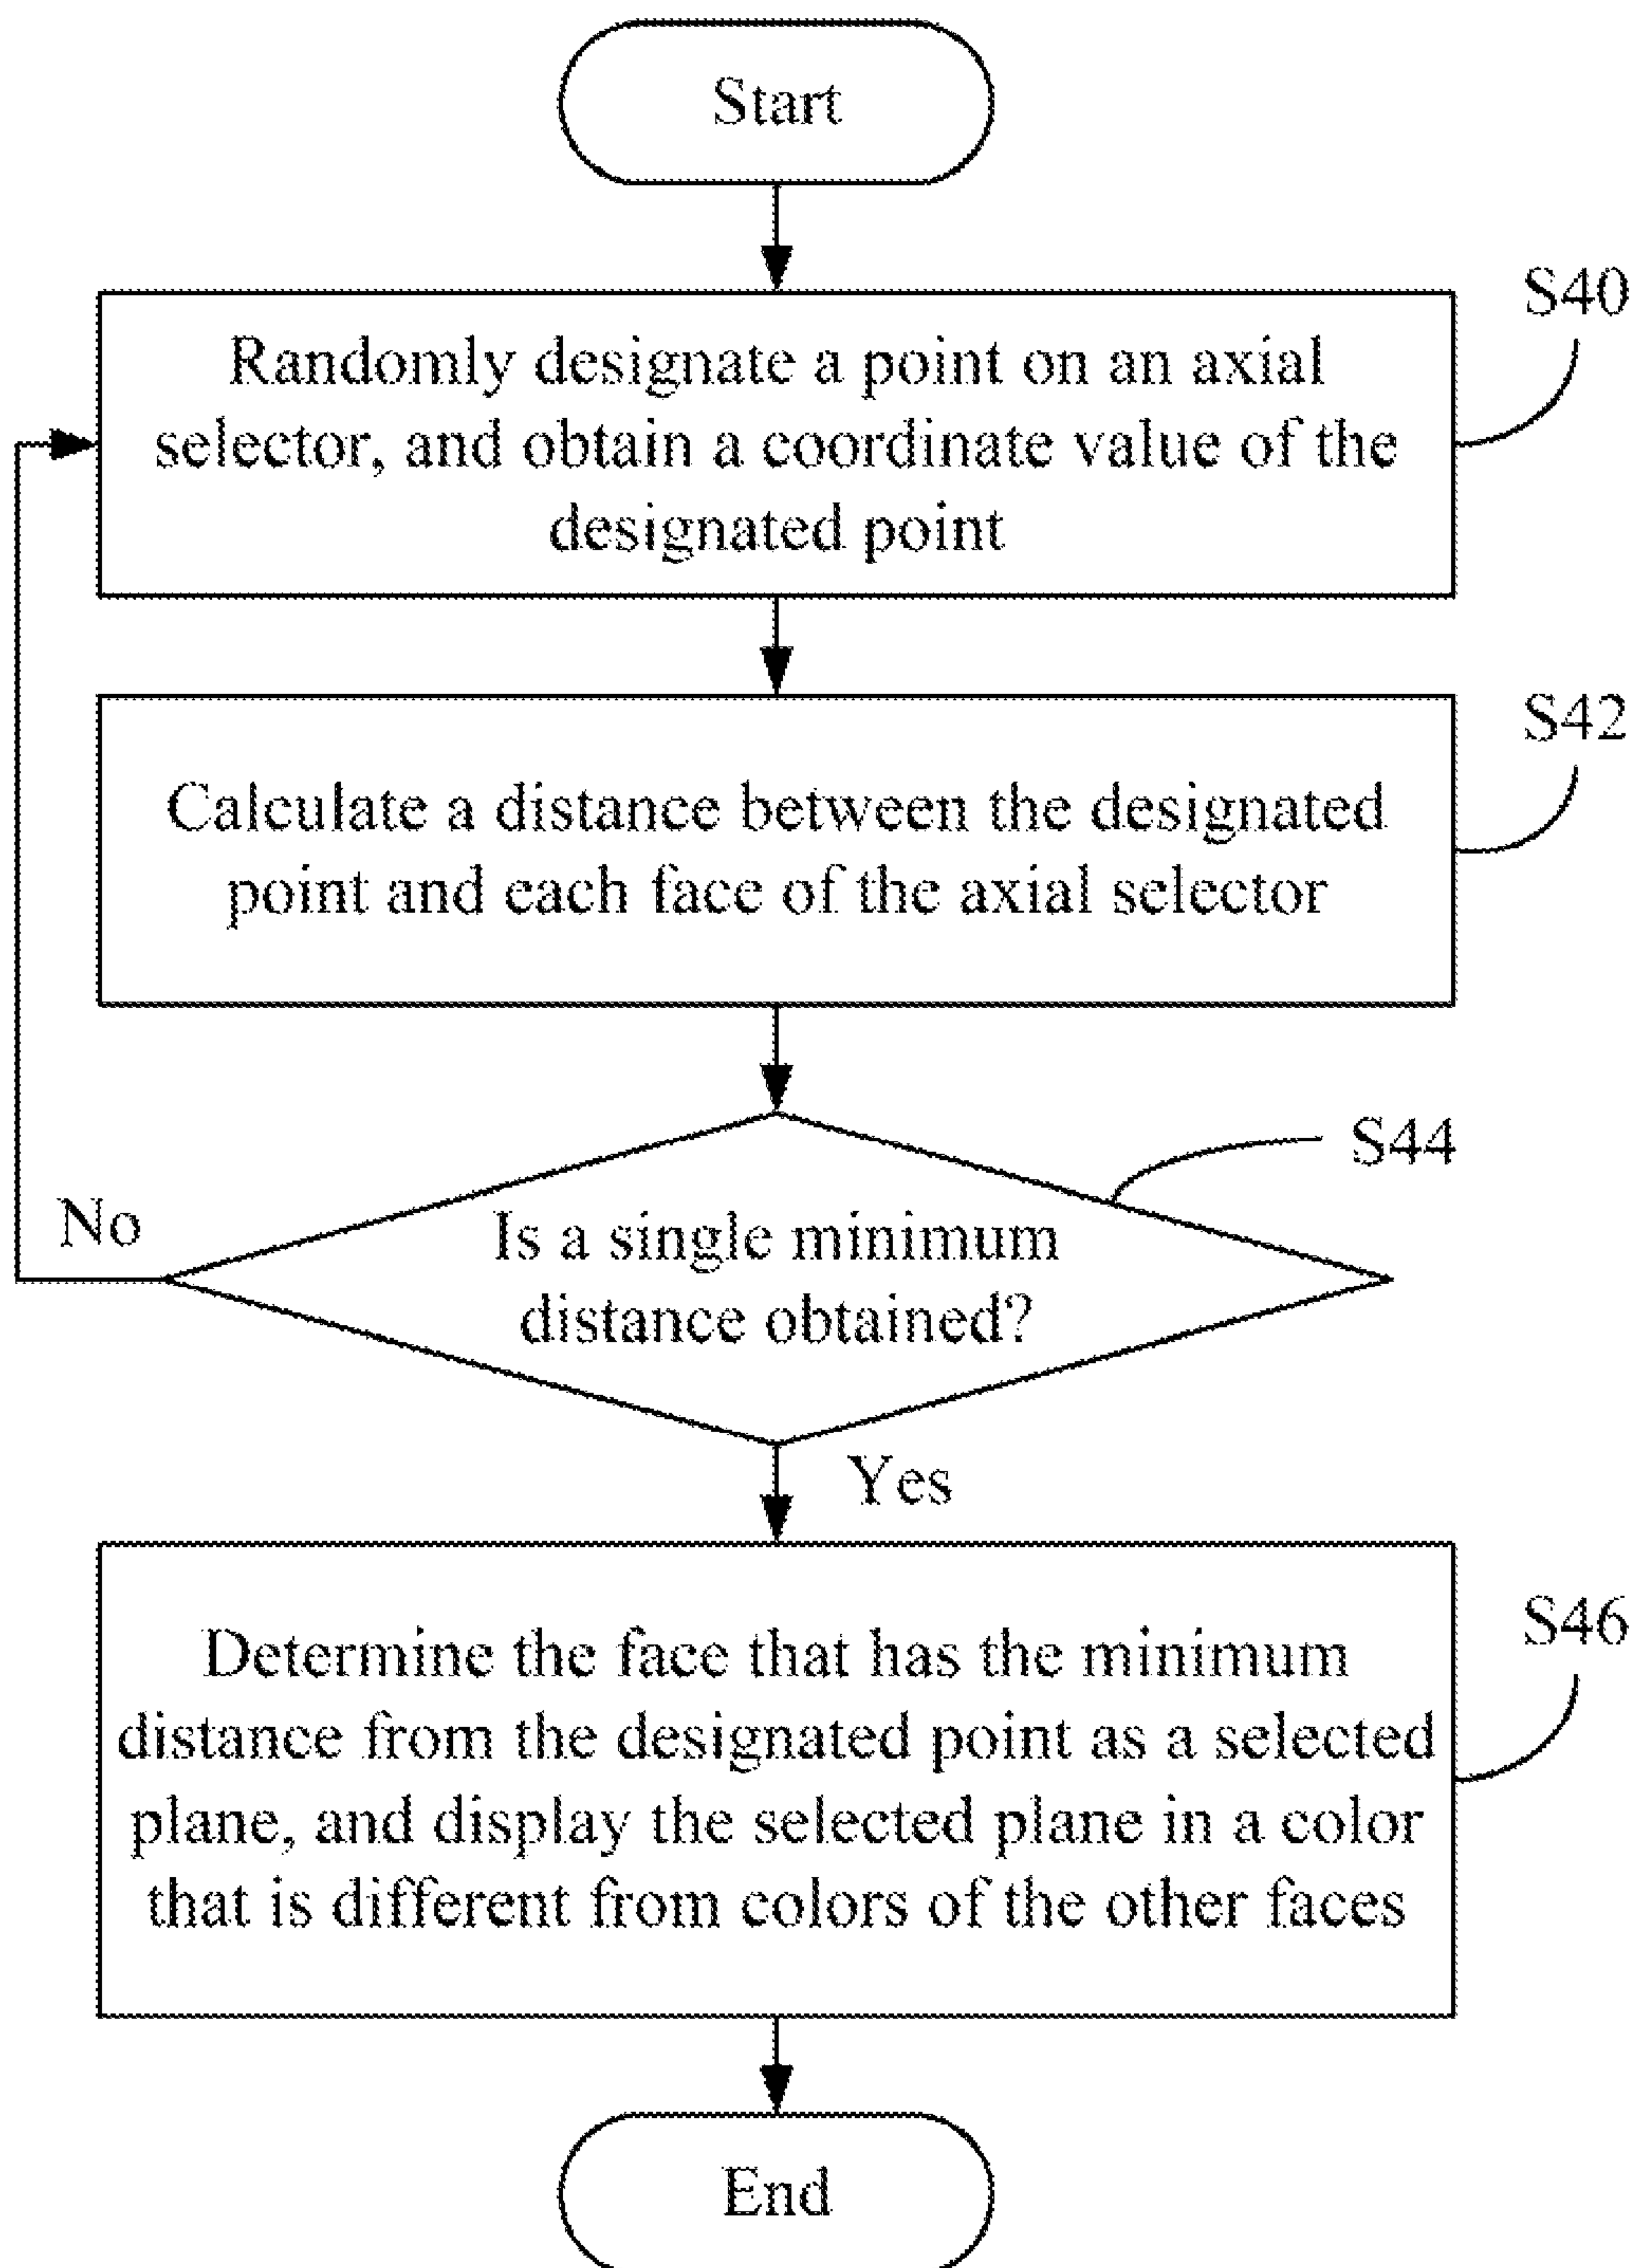 Start
S40
Randomly designate a point on an axial
selector, and obtain a coordinate value of the
designated point
S42
Calculate a distance between the designated
point and each face of the axial selector
S44
No
Is a single minimum
distance obtained?
Yes
S46
Determine the face that has the minimum
distance from the designated point as a selected
plane, and display the selected plane in a color
that is different from colors of the other faces
End